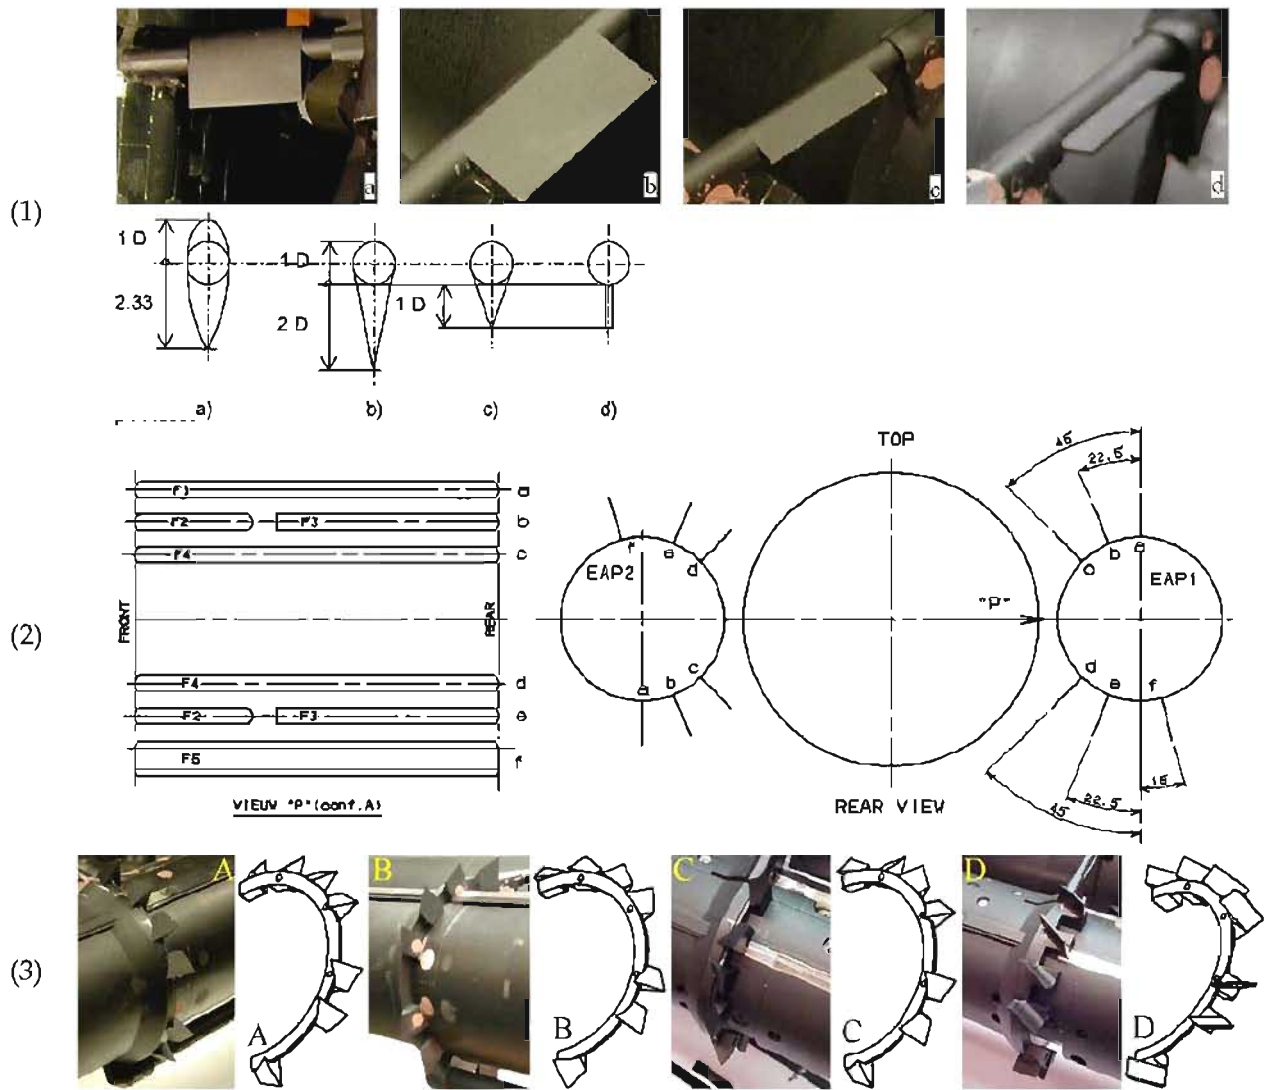 (1)
a
b
c
d
1 D
2.33
1 D
2 D
1 D
a)
b)
c)
d)
(2)
F1
a
F2
F3
b
F4
c
FRONT
REAR
F4
d
F2
F3
e
F5
f
VIEUW "P"(conf.A)
TOP
45
22.5
f
e
d
EAP2
a
b
c
"P"
c
b
a
EAP1
d
e
f
15
22.5
45
REAR VIEW
(3)
A
A
B
B
C
C
D
D